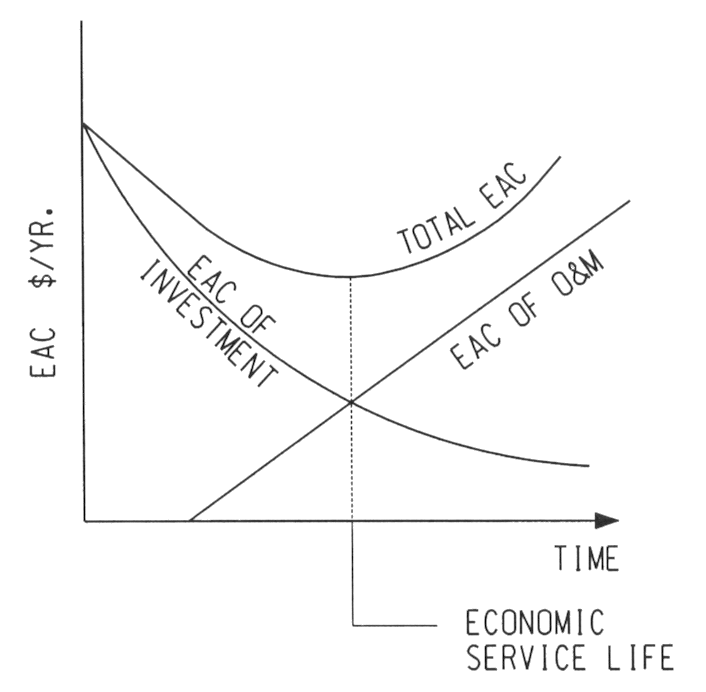 TOTAL EAC
EAC OF
INVESTMENT
EAC OF O&M
EAC $/YR.
TIME
ECONOMIC
SERVICE LIFE